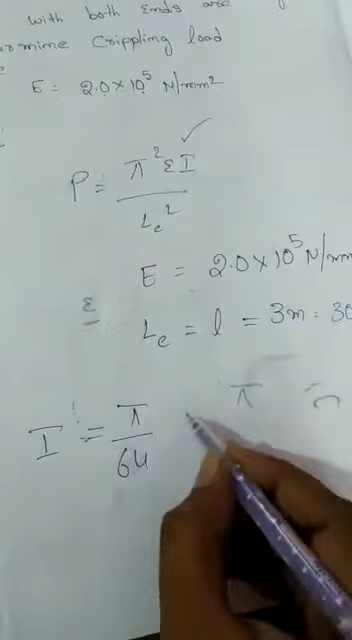 with both Ends are
mine Crippling load
E = 2.0×10⁵ N/mm²
P = π²EI / Le²
E = 2.0×10⁵ N/mm
Le = l = 3m = 30
I = π / 64
π